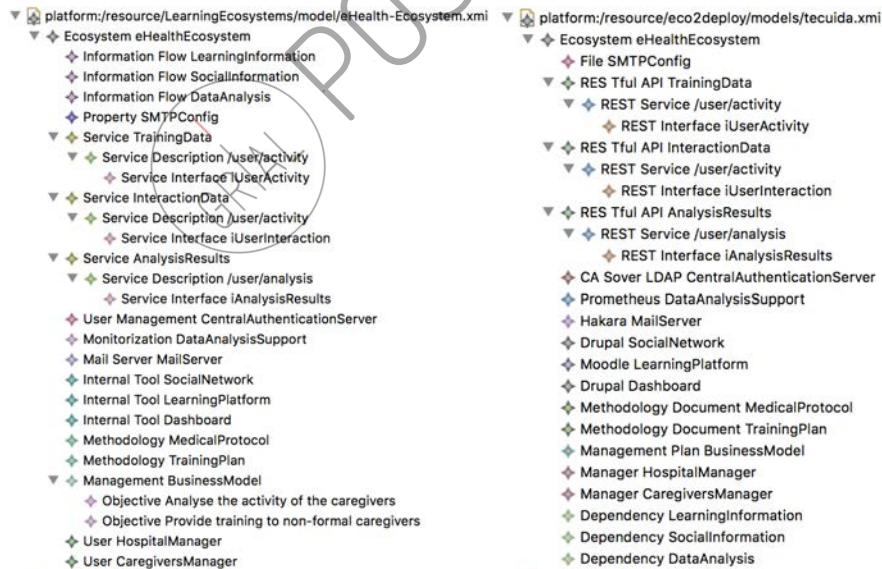 platform:/resource/LearningEcosystems/model/eHealth-Ecosystem.xmi
Ecosystem eHealthEcosystem
Information Flow LearningInformation
Information Flow SocialInformation
Information Flow DataAnalysis
Property SMTPConfig
Service TrainingData
Service Description /user/activity
Service Interface iUserActivity
Service InteractionData
Service Description /user/activity
Service Interface iUserInteraction
Service AnalysisResults
Service Description /user/analysis
Service Interface iAnalysisResults
User Management CentralAuthenticationServer
Monitorization DataAnalysisSupport
Mail Server MailServer
Internal Tool SocialNetwork
Internal Tool LearningPlatform
Internal Tool Dashboard
Methodology MedicalProtocol
Methodology TrainingPlan
Management BusinessModel
Objective Analyse the activity of the caregivers
Objective Provide training to non-formal caregivers
User HospitalManager
User CaregiversManager
platform:/resource/eco2deploy/models/tecuida.xmi
Ecosystem eHealthEcosystem
File SMTPConfig
RES Tful API TrainingData
REST Service /user/activity
REST Interface iUserActivity
RES Tful API InteractionData
REST Service /user/activity
REST Interface iUserInteraction
RES Tful API AnalysisResults
REST Service /user/analysis
REST Interface iAnalysisResults
CA Sover LDAP CentralAuthenticationServer
Prometheus DataAnalysisSupport
Hakara MailServer
Drupal SocialNetwork
Moodle LearningPlatform
Drupal Dashboard
Methodology Document MedicalProtocol
Methodology Document TrainingPlan
Management Plan BusinessModel
Manager HospitalManager
Manager CaregiversManager
Dependency LearningInformation
Dependency SocialInformation
Dependency DataAnalysis
GRIAL